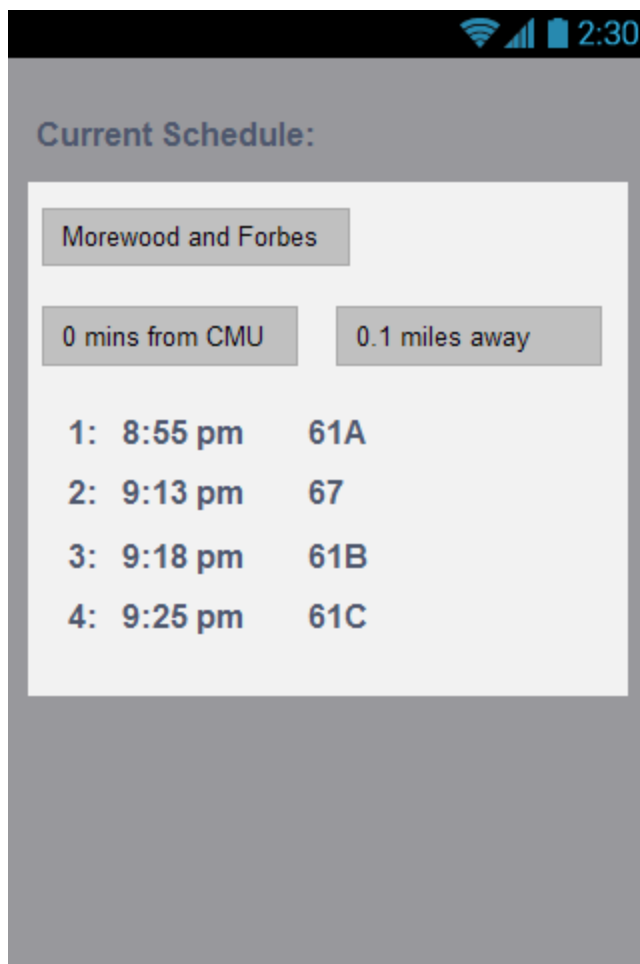 2:30
Current Schedule:
Morewood and Forbes
0 mins from CMU 0.1 miles away
1: 8:55 pm 61A
2: 9:13 pm 67
3: 9:18 pm 61B
4: 9:25 pm 61C